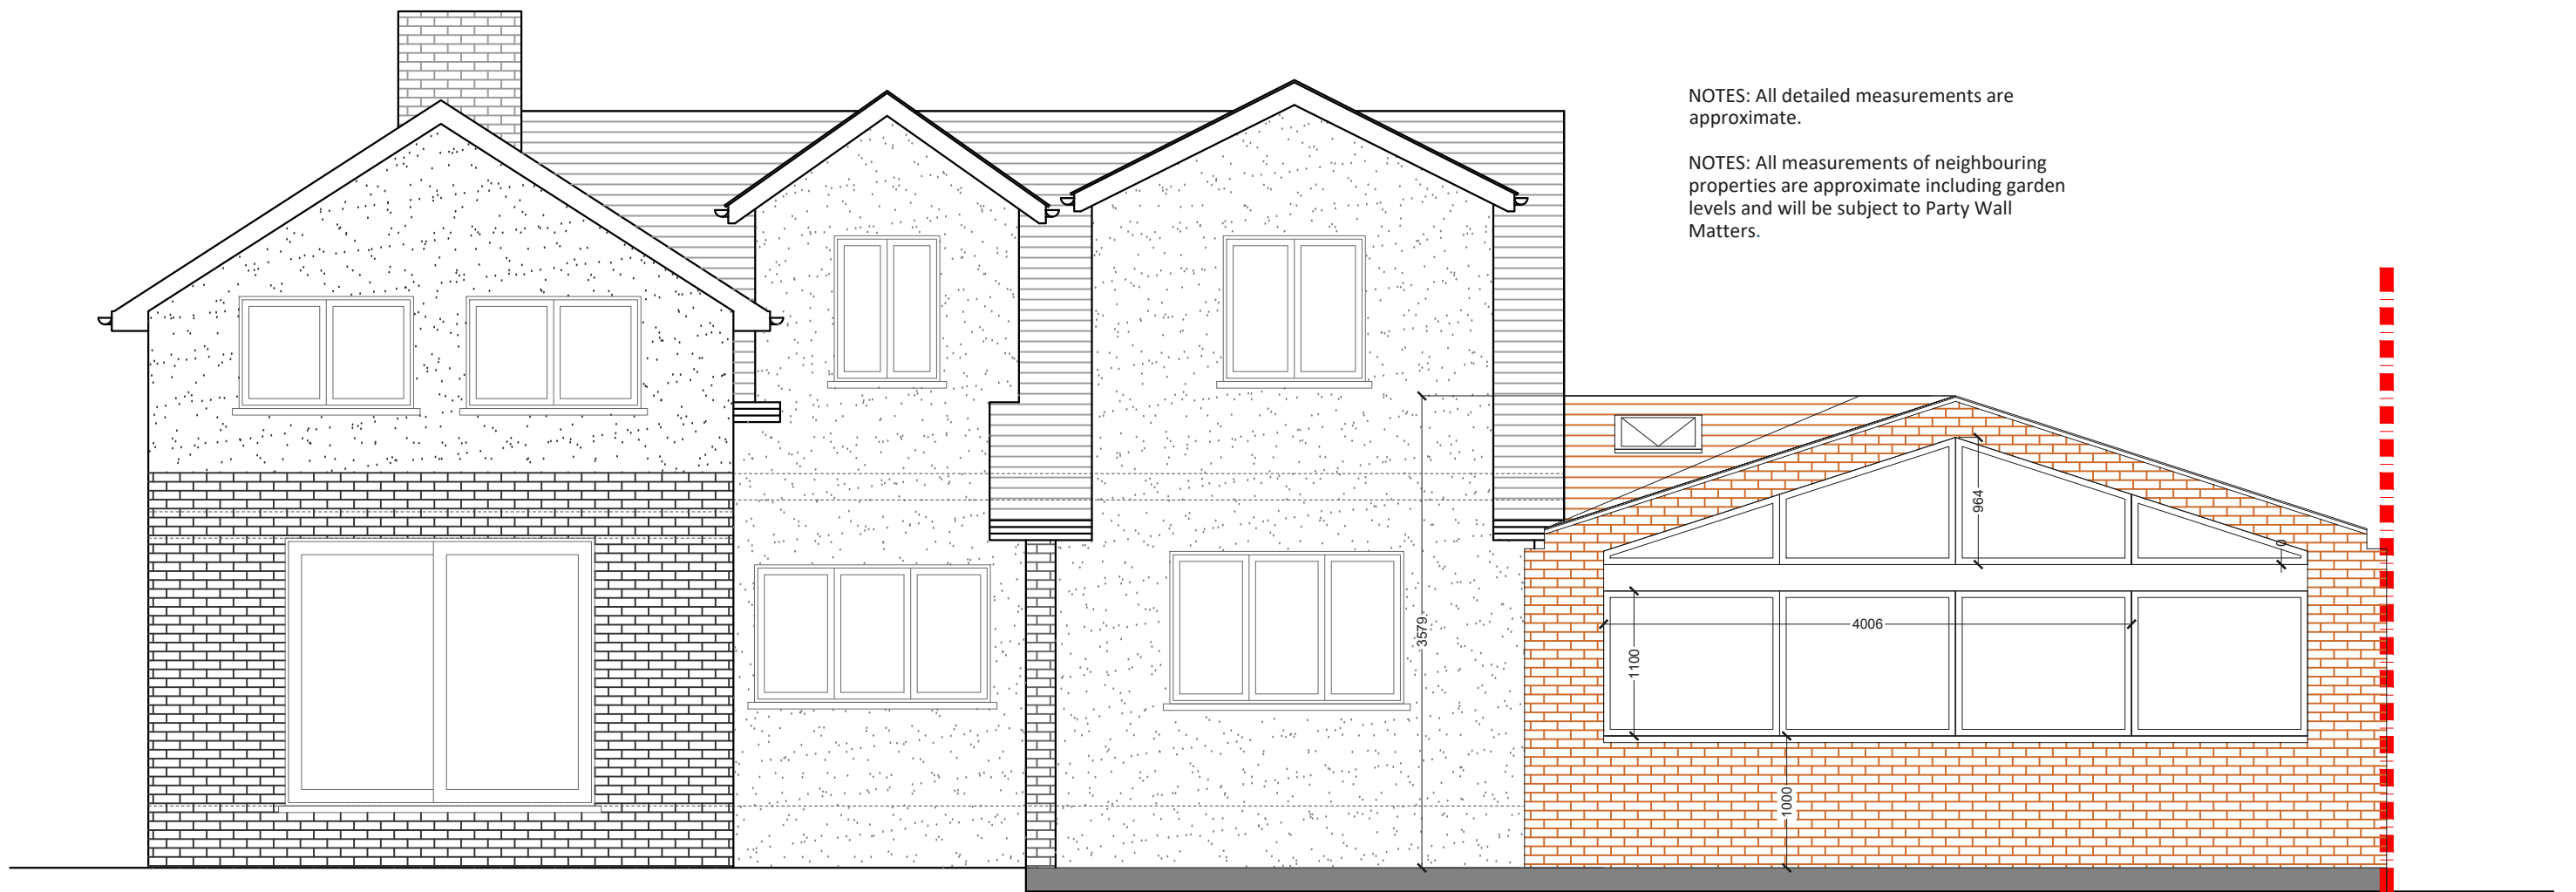 NOTES: All detailed measurements are
approximate.
NOTES: All measurements of neighbouring
properties are approximate including garden
levels and will be subject to Party Wall
Matters.
964
0
3579
4006
1100
1000